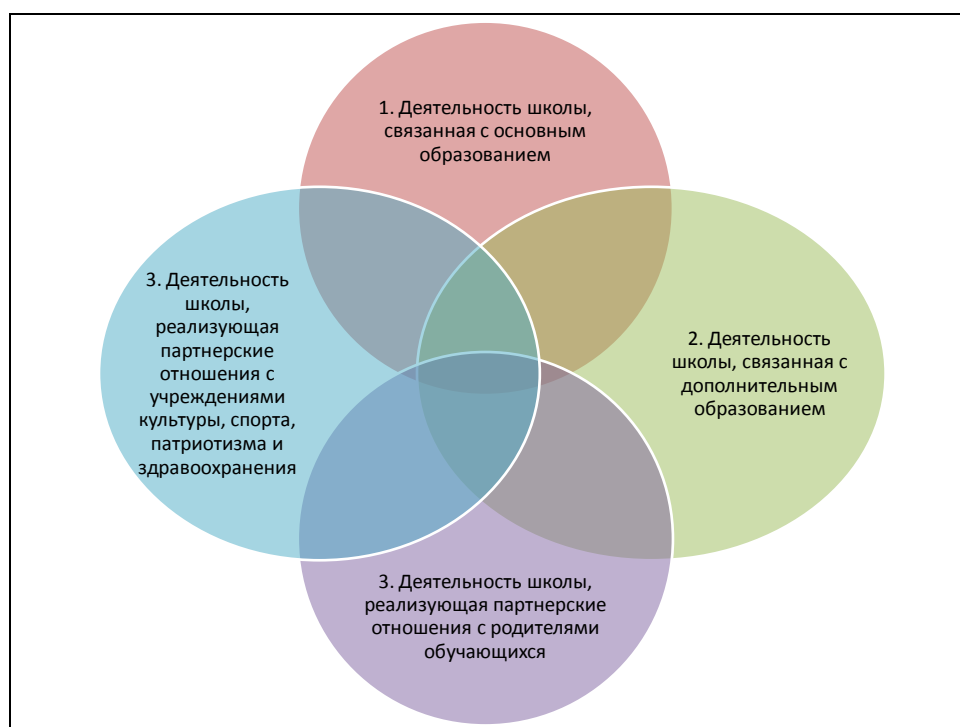 1. Деятельность школы,
связанная с основным
образованием
3. Деятельность
школы,
реализующая
партнерские
отношения с
учреждениями
культуры, спорта,
патриотизма и
здравоохранения
2. Деятельность
школы, связанная с
дополнительным
образованием
3. Деятельность школы,
реализующая партнерские
отношения с родителями
обучающихся